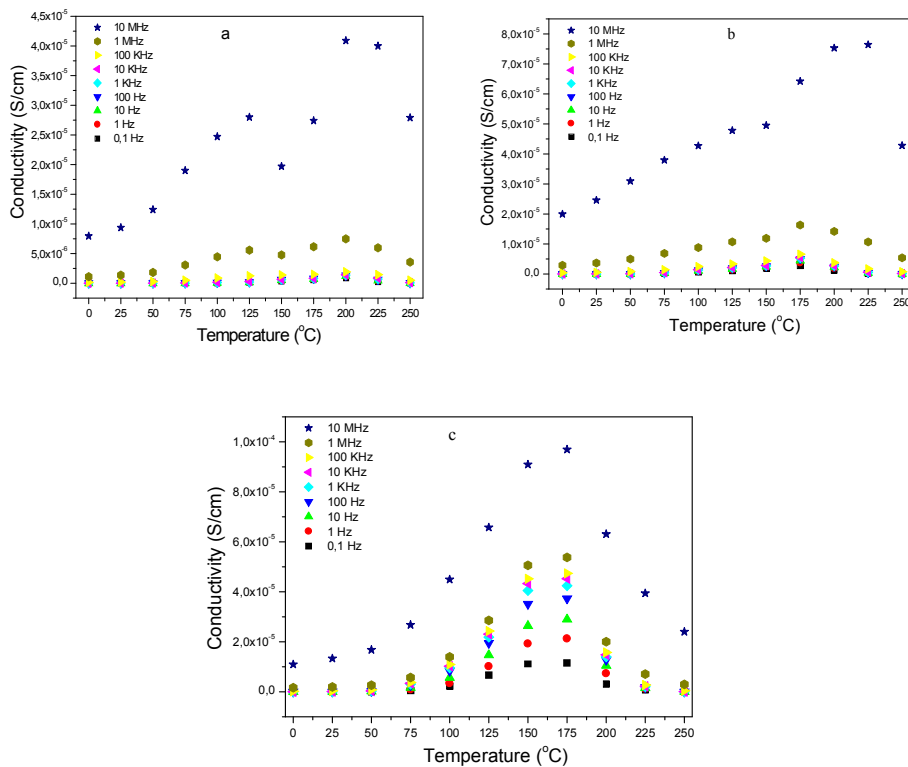 a
10 MHz
1 MHz
100 KHz
10 KHz
1 KHz
100 Hz
10 Hz
1 Hz
0,1 Hz
4,5x10⁻⁵
4,0x10⁻⁵
3,5x10⁻⁵
3,0x10⁻⁵
2,5x10⁻⁵
2,0x10⁻⁵
1,5x10⁻⁵
1,0x10⁻⁵
5,0x10⁻⁶
0,0
Conductivity (S/cm)
0 25 50 75 100 125 150 175 200 225 250
Temperature (°C)
b
10 MHz
1 MHz
100 KHz
10 KHz
1 KHz
100 Hz
10 Hz
1 Hz
0,1 Hz
8,0x10⁻⁵
7,0x10⁻⁵
6,0x10⁻⁵
5,0x10⁻⁵
4,0x10⁻⁵
3,0x10⁻⁵
2,0x10⁻⁵
1,0x10⁻⁵
0,0
Conductivity (S/cm)
0 25 50 75 100 125 150 175 200 225 250
Temperature (°C)
c
10 MHz
1 MHz
100 KHz
10 KHz
1 KHz
100 Hz
10 Hz
1 Hz
0,1 Hz
1,0x10⁻⁴
8,0x10⁻⁵
6,0x10⁻⁵
4,0x10⁻⁵
2,0x10⁻⁵
0,0
Conductivity (S/cm)
0 25 50 75 100 125 150 175 200 225 250
Temperature (°C)